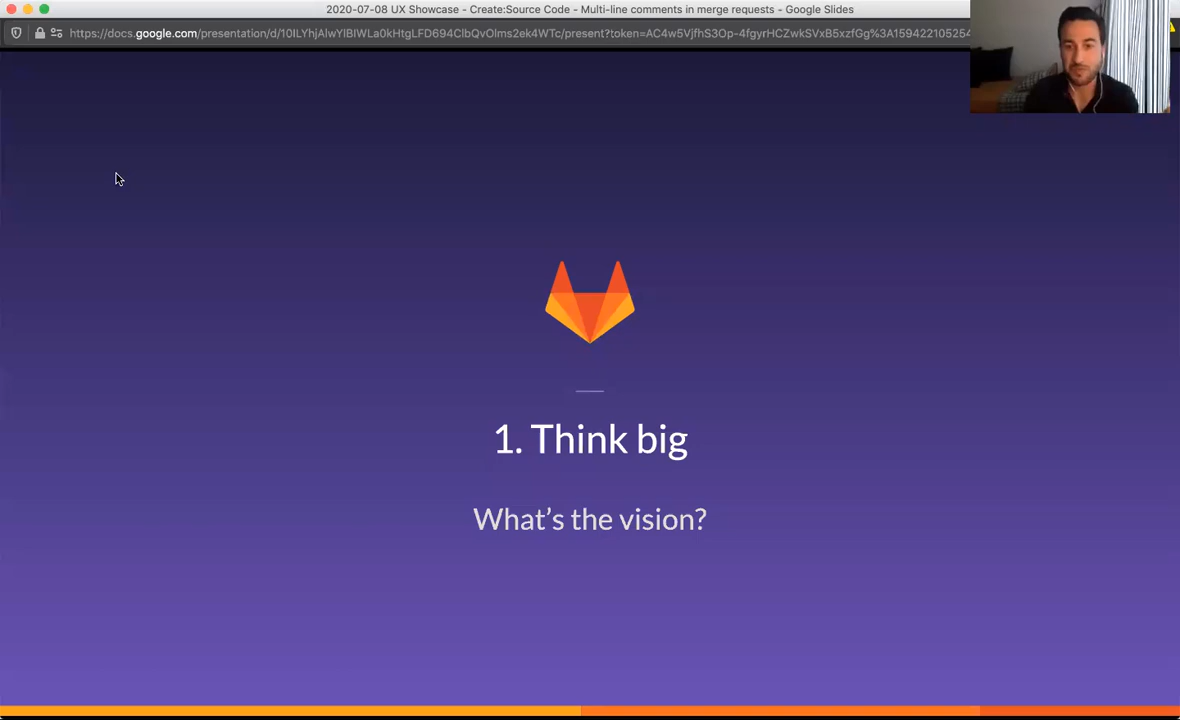 2020-07-08 UX Showcase - Create:Source Code - Multi-line comments in merge requests - Google Slides
1. Think big
What's the vision?